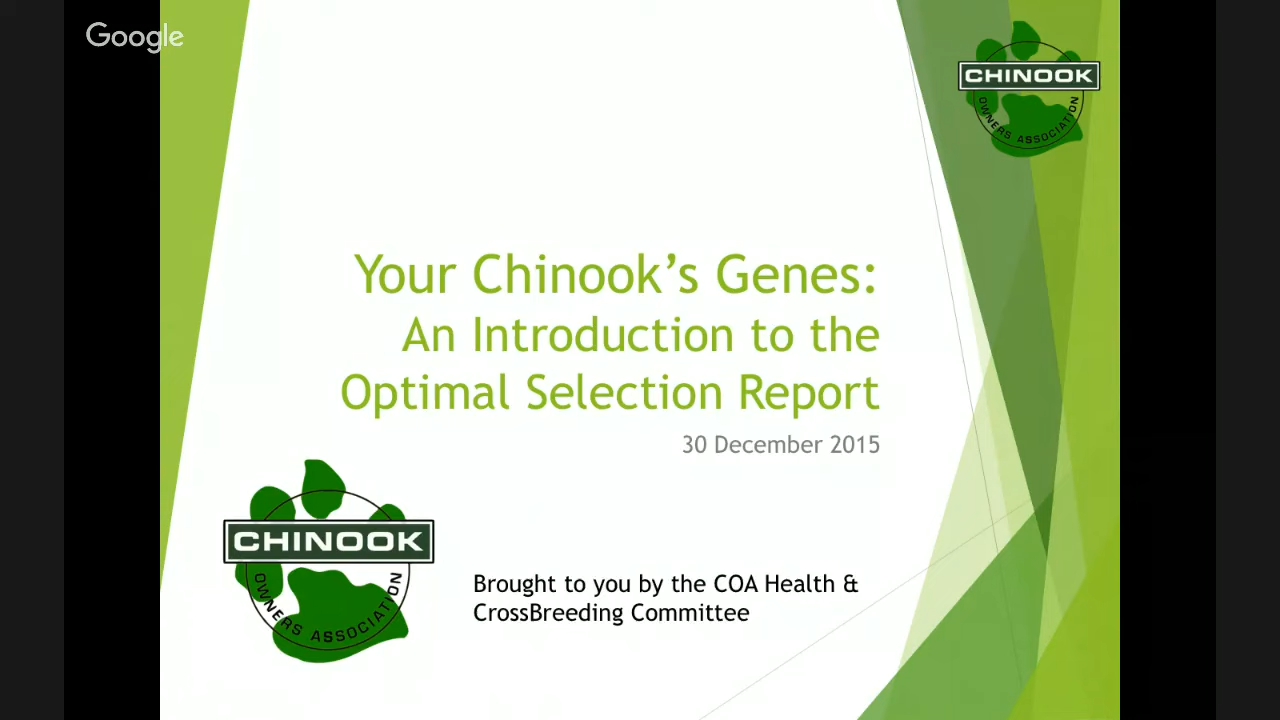 Google
CHINOOK
OWNERS ASSOCIATION
Your Chinook’s Genes:
An Introduction to the
Optimal Selection Report
30 December 2015
CHINOOK
OWNERS ASSOCIATION
Brought to you by the COA Health &
CrossBreeding Committee